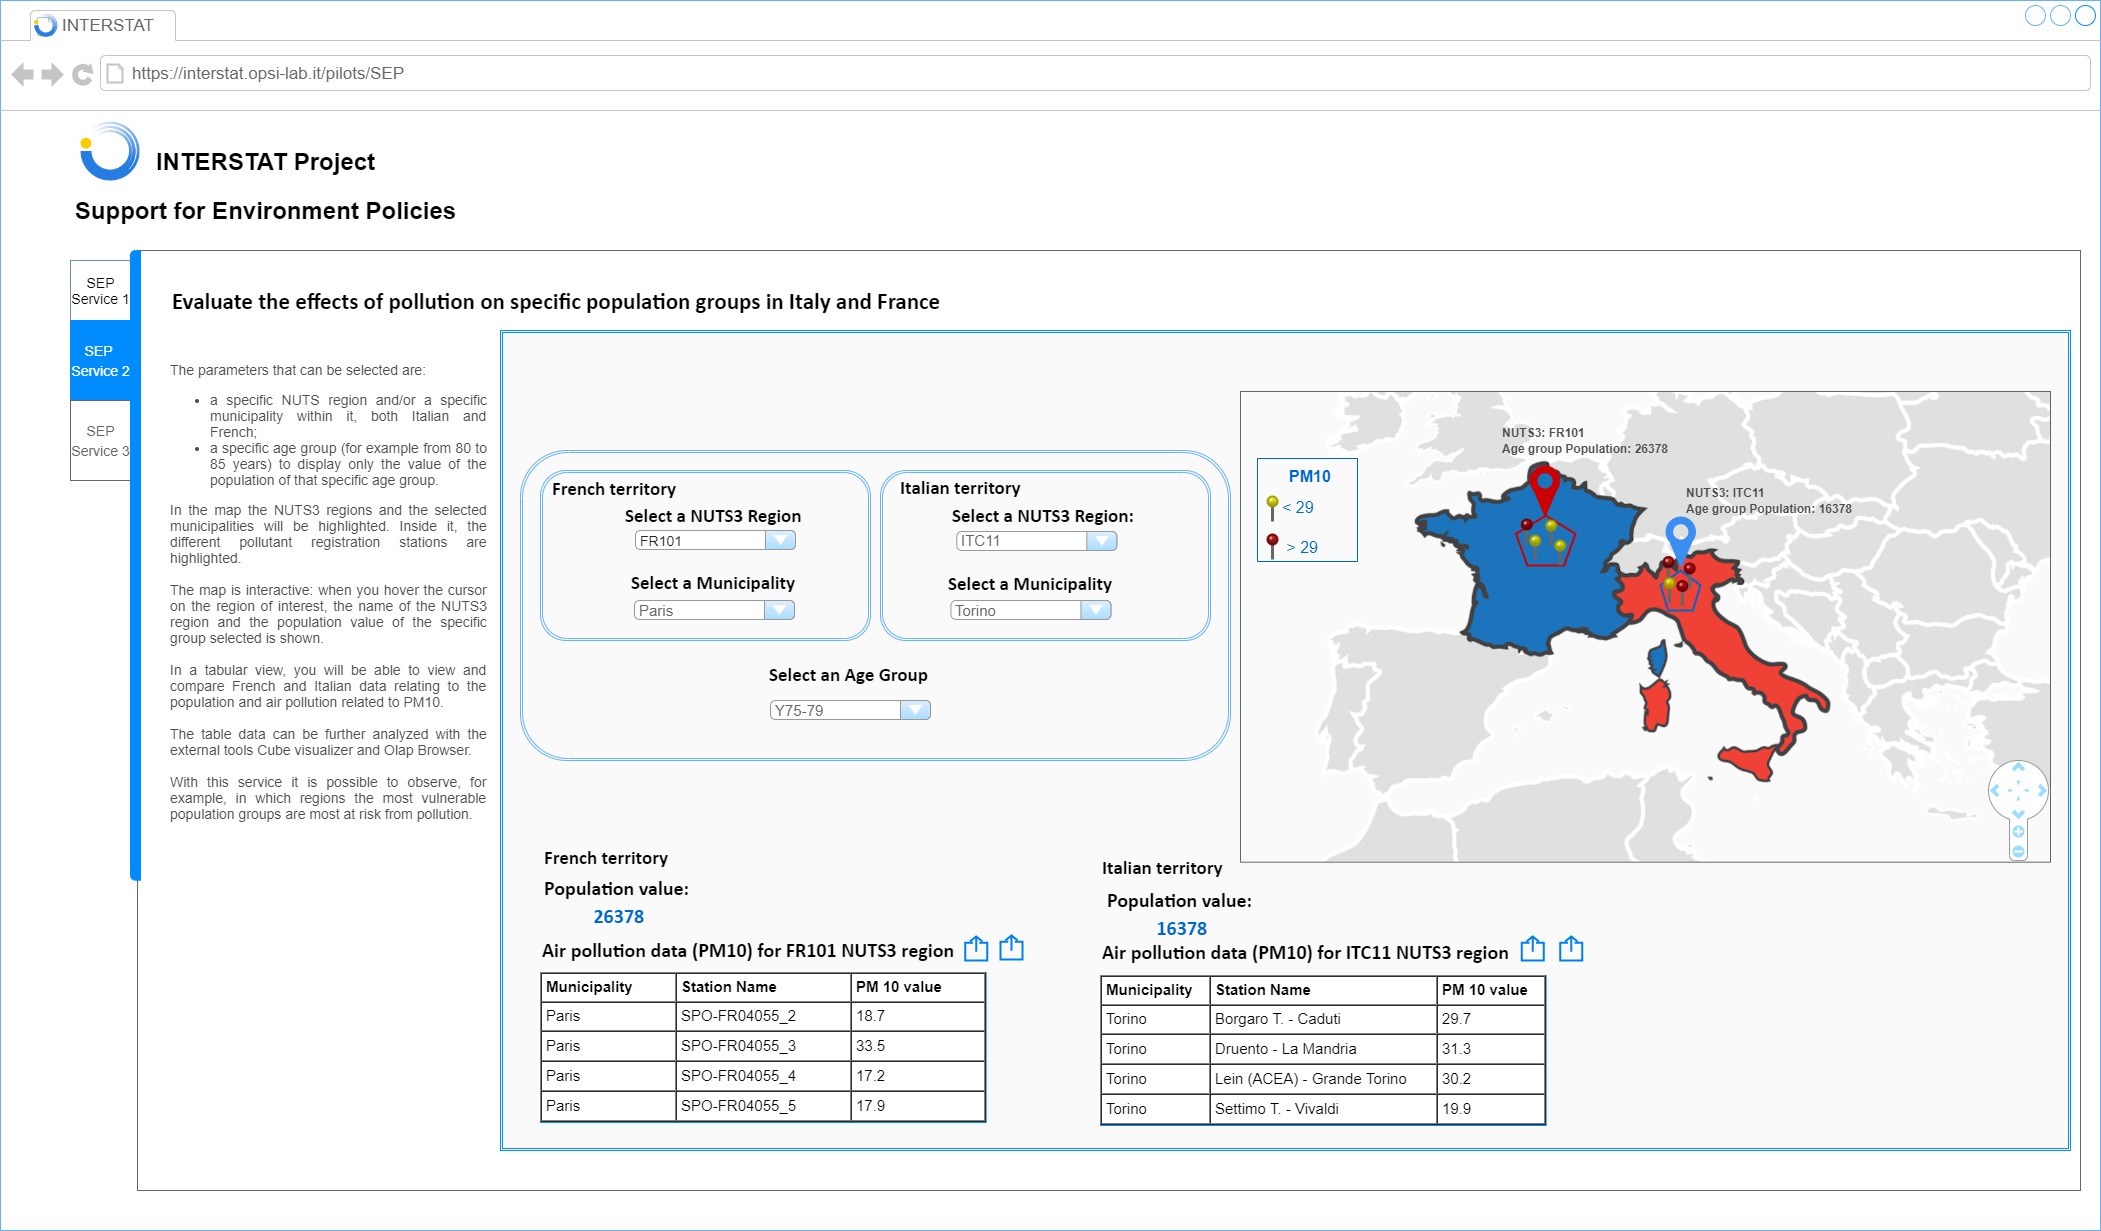 INTERSTAT
https://interstat.opsi-lab.it/pilots/SEP
INTERSTAT Project
Support for Environment Policies
SEP
Service 1
SEP
Service 2
SEP
Service 3
Evaluate the effects of pollution on specific population groups in Italy and France
The parameters that can be selected are:
• a specific NUTS region and/or a specific
municipality within it, both Italian and
French;
• a specific age group (for example from 80 to
85 years) to display only the value of the
population of that specific age group.
In the map the NUTS3 regions and the selected
municipalities will be highlighted. Inside it, the
different pollutant registration stations are
highlighted.
The map is interactive: when you hover the cursor
on the region of interest, the name of the NUTS3
region and the population value of the specific
group selected is shown.
In a tabular view, you will be able to view and
compare French and Italian data relating to the
population and air pollution related to PM10.
The table data can be further analyzed with the
external tools Cube visualizer and Olap Browser.
With this service it is possible to observe, for
example, in which regions the most vulnerable
population groups are most at risk from pollution.
French territory
Select a NUTS3 Region
FR101
Select a Municipality
Paris
Italian territory
Select a NUTS3 Region:
ITC11
Select a Municipality
Torino
Select an Age Group
Y75-79
PM10
< 29
> 29
NUTS3: FR101
Age group Population: 26378
NUTS3: ITC11
Age group Population: 16378
French territory
Population value:
26378
Air pollution data (PM10) for FR101 NUTS3 region
Municipality Station Name PM 10 value
Paris SPO-FR04055_2 18.7
Paris SPO-FR04055_3 33.5
Paris SPO-FR04055_4 17.2
Paris SPO-FR04055_5 17.9
Italian territory
Population value:
16378
Air pollution data (PM10) for ITC11 NUTS3 region
Municipality Station Name PM 10 value
Torino Borgaro T. - Caduti 29.7
Torino Druento - La Mandria 31.3
Torino Lein (ACEA) - Grande Torino 30.2
Torino Settimo T. - Vivaldi 19.9